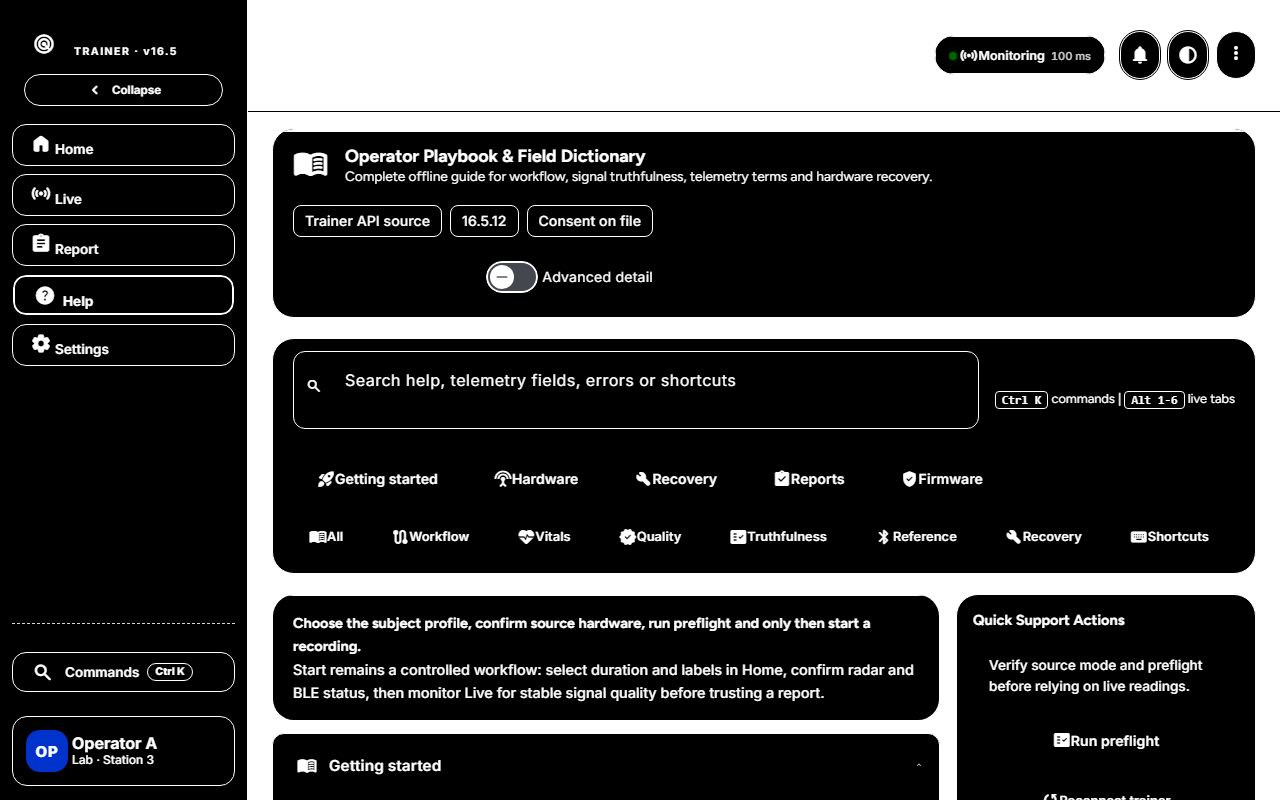 TRAINER · v16.5
Collapse
Home
Live
Report
Help
Settings
Commands Ctrl K
OP
Operator A
Lab · Station 3
Monitoring 100 ms
Operator Playbook & Field Dictionary
Complete offline guide for workflow, signal truthfulness, telemetry terms and hardware recovery.
Trainer API source 16.5.12 Consent on file
Advanced detail
Search help, telemetry fields, errors or shortcuts
Ctrl K commands | Alt 1-6 live tabs
Getting started Hardware Recovery Reports Firmware
All Workflow Vitals Quality Truthfulness Reference Recovery Shortcuts
Choose the subject profile, confirm source hardware, run preflight and only then start a
recording.
Start remains a controlled workflow: select duration and labels in Home, confirm radar and
BLE status, then monitor Live for stable signal quality before trusting a report.
Getting started
Quick Support Actions
Verify source mode and preflight
before relying on live readings.
Run preflight
Reconnect trainer